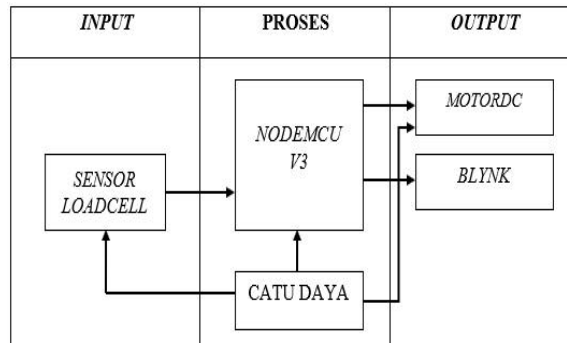 INPUT
PROSES
OUTPUT
SENSOR
LOADCELL
NODEMCU
V3
CATU DAYA
MOTORDC
BLYNK